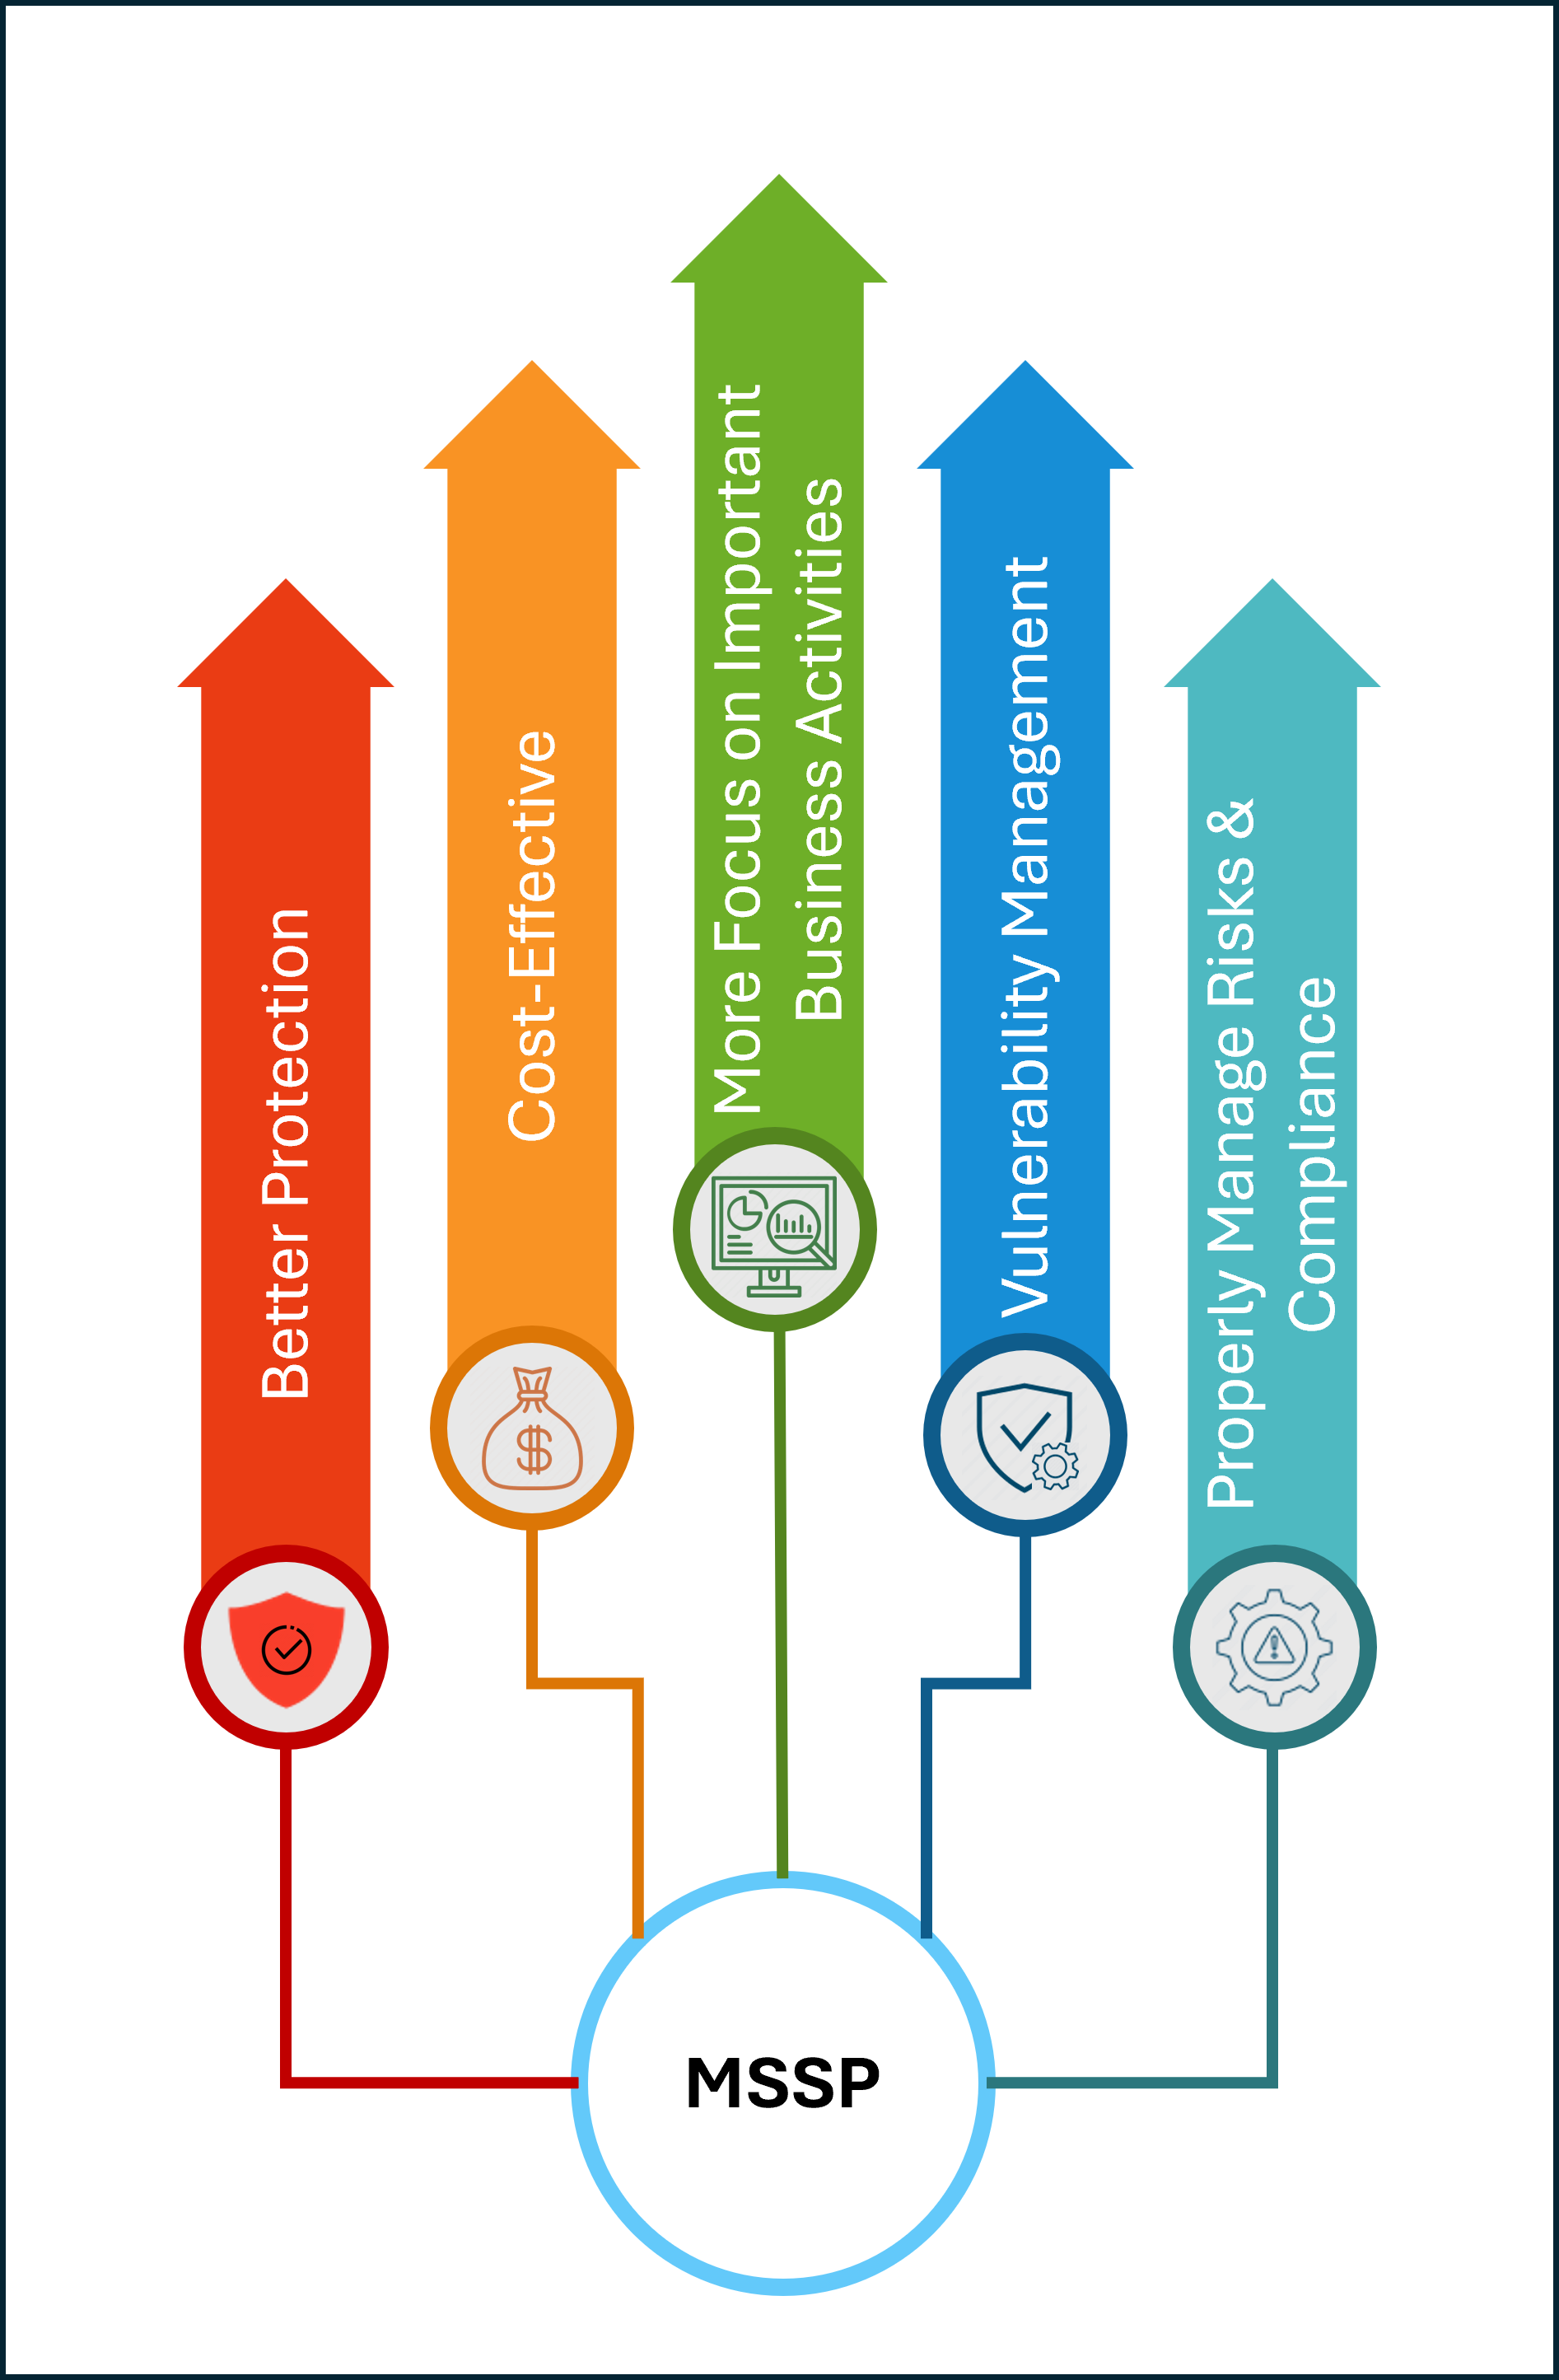 Better Protection
Cost-Effective
More Focus on Important
Business Activities
Vulnerability Management
Properly Manage Risks &
Compliance
MSSP